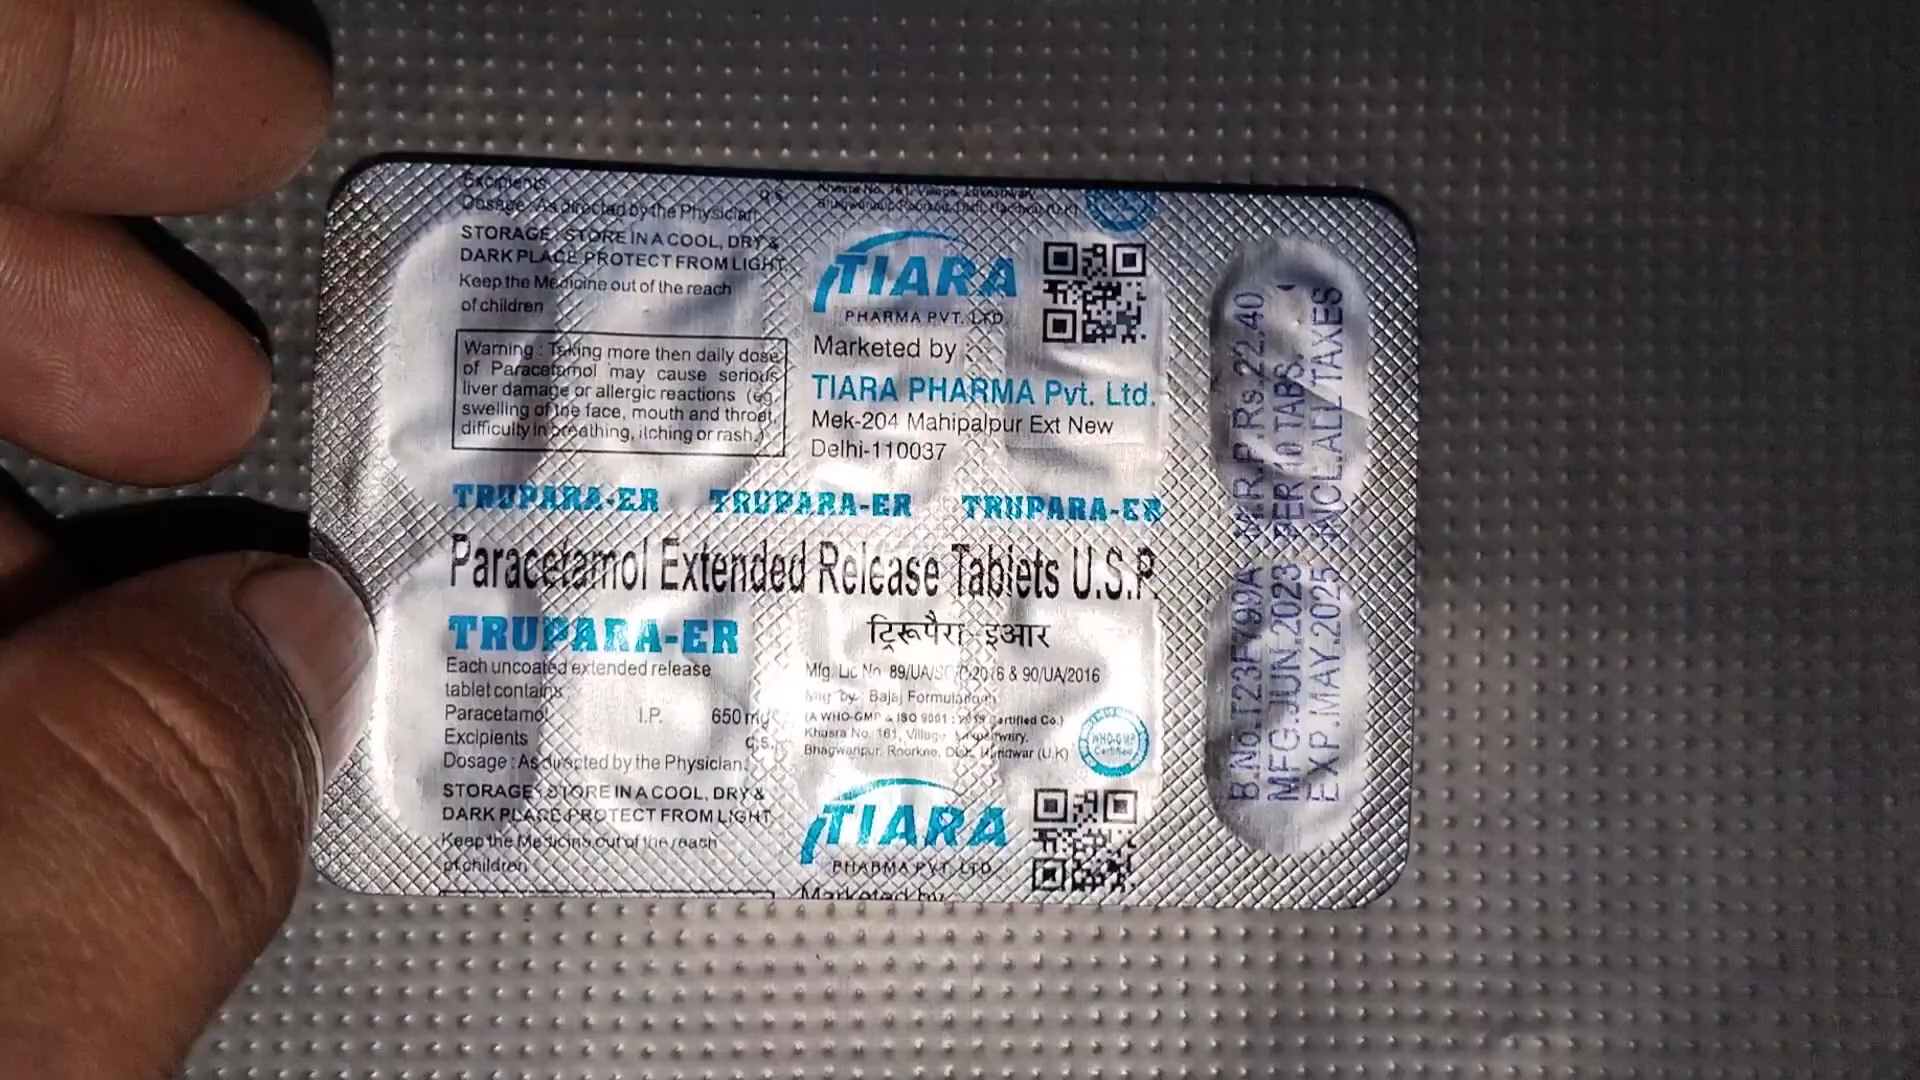 Excipients q.s.
Dosage : As directed by the Physician.
STORAGE : STORE IN A COOL, DRY &
DARK PLACE PROTECT FROM LIGHT.
Keep the Medicine out of the reach
of children
Warning : Taking more then daily dose
of Paracetamol may cause serious
liver damage or allergic reactions (eg.
swelling of the face, mouth and throat,
difficulty in breathing, itching or rash.)
Khasra No. 161, Village,
TIARA
PHARMA PVT. LTD.
Marketed by :
TIARA PHARMA Pvt. Ltd.
Mek-204 Mahipalpur Ext New
Delhi-110037
TRUPARA-ER TRUPARA-ER TRUPARA-ER
Paracetamol Extended Release Tablets U.S.P.
TRUPARA-ER
ट्रिरूपैरा-इआर
Each uncoated extended release
tablet contains
Paracetamol I.P. 650 mg
Excipients q.s.
Dosage : As directed by the Physician.
STORAGE : STORE IN A COOL, DRY &
DARK PLACE PROTECT FROM LIGHT.
Keep the Medicine out of the reach
of children
Mfg. Lic No. 89/UA/ 2016 & 90/UA/2016
Mfg. by : Bajaj Formulations
(A WHO-GMP & ISO 9001 : Certified Co.)
Khasra No. 161, Village
Bhagwanpur, Roorkee, Distt. Haridwar (U.K)
WHO-GMP
Certified
TIARA
PHARMA PVT. LTD.
Marketed by
B.No.T23F799A M.R.P.Rs.22.40
MFG.JUN.2023 PER 10 TABS.
EXP.MAY.2025 INCL.ALL TAXES